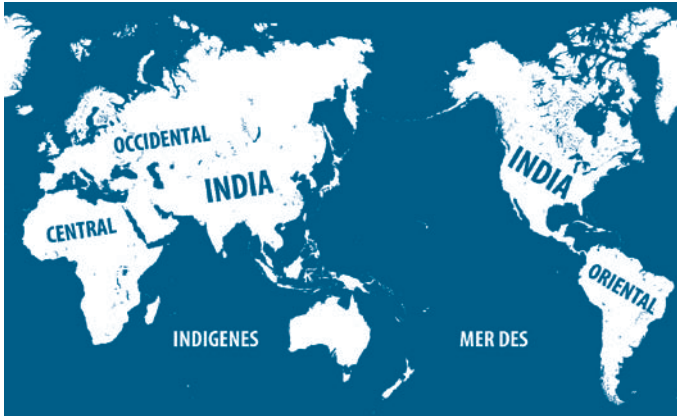 OCCIDENTAL
INDIA
INDIA
CENTRAL
ORIENTAL
INDIGENES
MER DES